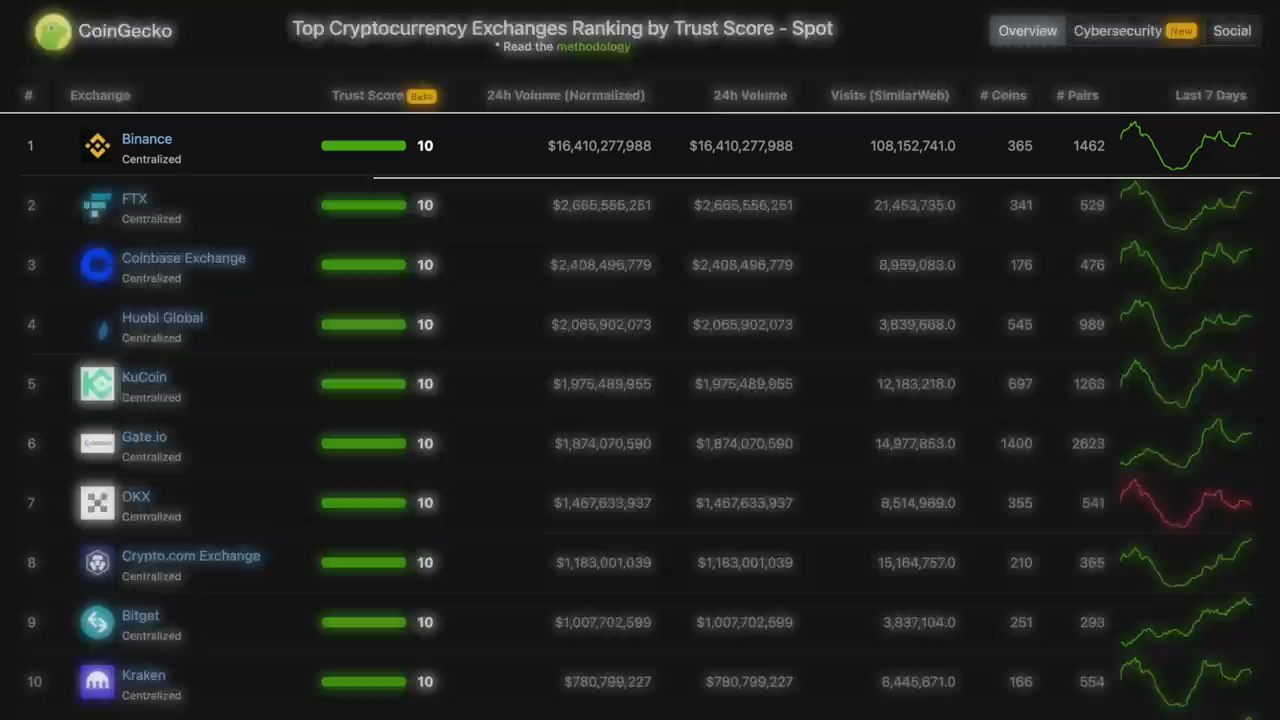 CoinGecko
Top Cryptocurrency Exchanges Ranking by Trust Score - Spot
* Read the methodology
Overview Cybersecurity New Social
# Exchange Trust Score Beta 24h Volume (Normalized) 24h Volume Visits (SimilarWeb) # Coins # Pairs Last 7 Days
1 Binance Centralized 10 $16,410,277,988 $16,410,277,988 108,152,741.0 365 1462
2 FTX Centralized 10 21,453,735.0 341 529
3 Coinbase Exchange Centralized 10 $2,408,496,779 $2,408,496,779 8,959,083.0 176 476
4 Huobi Global Centralized 10 $2,065,902,073 $2,065,902,073 3,839,668.0 545 989
5 KuCoin Centralized 10 $1,975,489,955 $1,975,489,955 12,183,218.0 697
6 Gate.io Centralized 10 $1,874,070,590 $1,874,070,590 14,977,853.0 1400 2623
7 OKX Centralized 10 $1,467,633,937 $1,467,633,937 8,514,969.0 355 541
8 Crypto.com Exchange Centralized 10 $1,183,001,039 $1,183,001,039 15,164,757.0 210
9 Bitget Centralized 10 $1,007,702,599 $1,007,702,599 3,837,104.0 251 293
10 Kraken Centralized 10 $780,799,227 $780,799,227 8,445,671.0 166 554